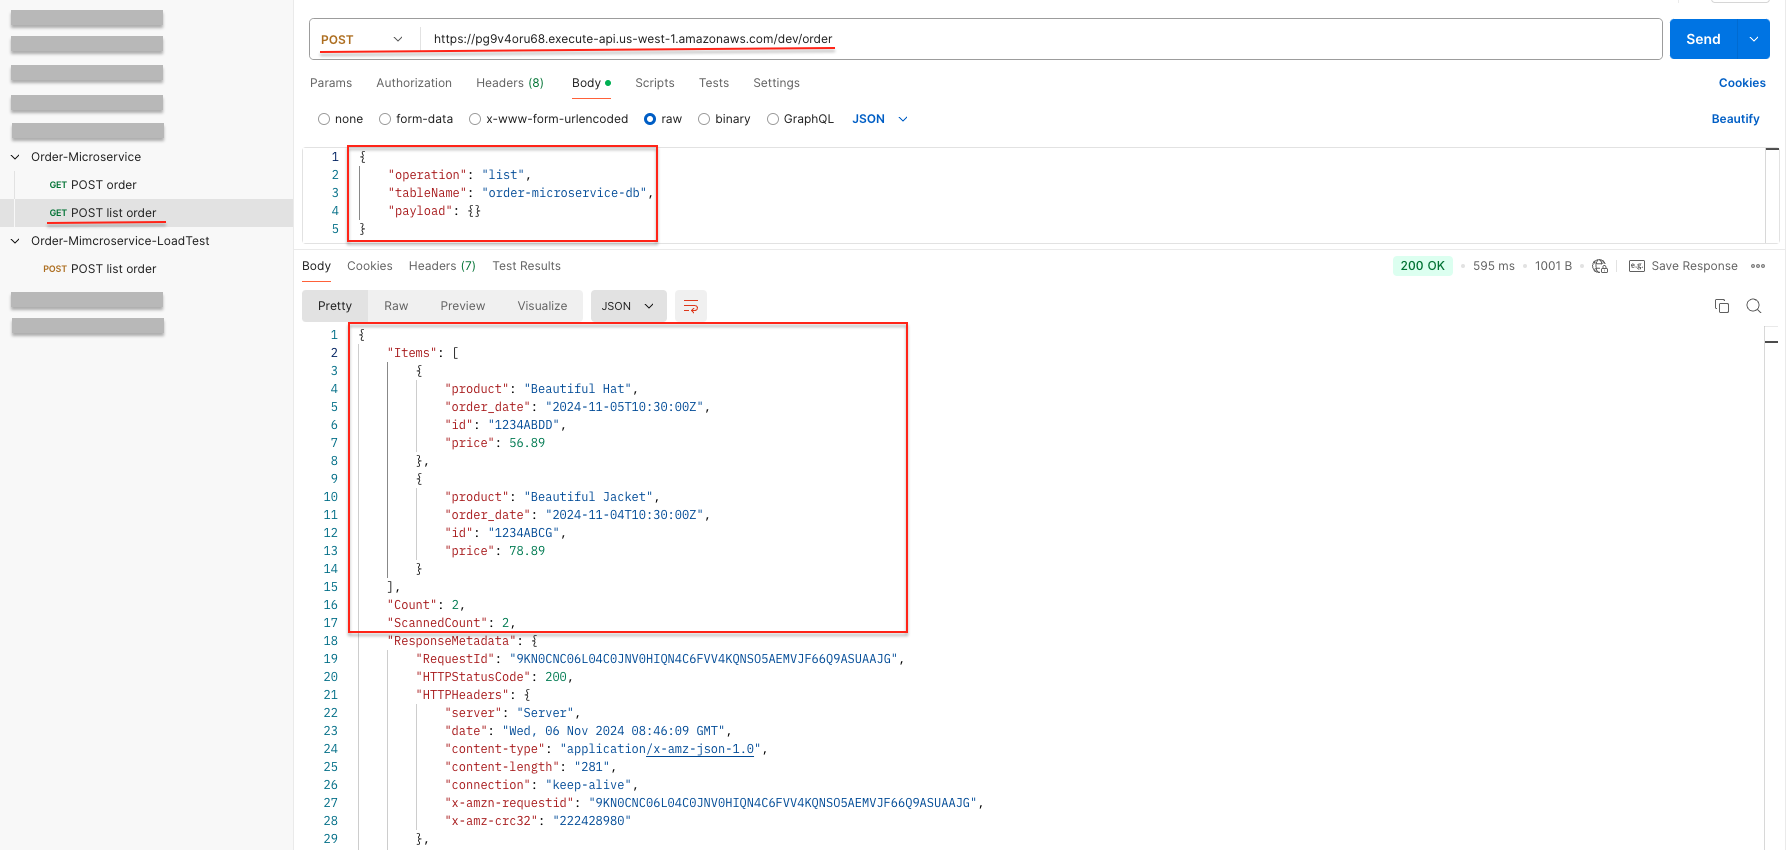 Order-Microservice
GET POST order
GET POST list order
Order-Mimcroservice-LoadTest
POST POST list order
POST https://pg9v4oru68.execute-api.us-west-1.amazonaws.com/dev/order Send
Params Authorization Headers (8) Body Scripts Tests Settings Cookies
none form-data x-www-form-urlencoded raw binary GraphQL JSON Beautify
1 {
2 "operation": "list",
3 "tableName": "order-microservice-db",
4 "payload": {}
5 }
Body Cookies Headers (7) Test Results 200 OK 595 ms 1001 B e.g. Save Response
Pretty Raw Preview Visualize JSON
1 {
2 "Items": [
3 {
4 "product": "Beautiful Hat",
5 "order_date": "2024-11-05T10:30:00Z",
6 "id": "1234ABDD",
7 "price": 56.89
8 },
9 {
10 "product": "Beautiful Jacket",
11 "order_date": "2024-11-04T10:30:00Z",
12 "id": "1234ABCG",
13 "price": 78.89
14 }
15 ],
16 "Count": 2,
17 "ScannedCount": 2,
18 "ResponseMetadata": {
19 "RequestId": "9KN0CNC06L04C0JNV0HIQN4C6FVV4KQNSO5AEMVJF66Q9ASUAAJG",
20 "HTTPStatusCode": 200,
21 "HTTPHeaders": {
22 "server": "Server",
23 "date": "Wed, 06 Nov 2024 08:46:09 GMT",
24 "content-type": "application/x-amz-json-1.0",
25 "content-length": "281",
26 "connection": "keep-alive",
27 "x-amzn-requestid": "9KN0CNC06L04C0JNV0HIQN4C6FVV4KQNSO5AEMVJF66Q9ASUAAJG",
28 "x-amz-crc32": "222428980"
29 },